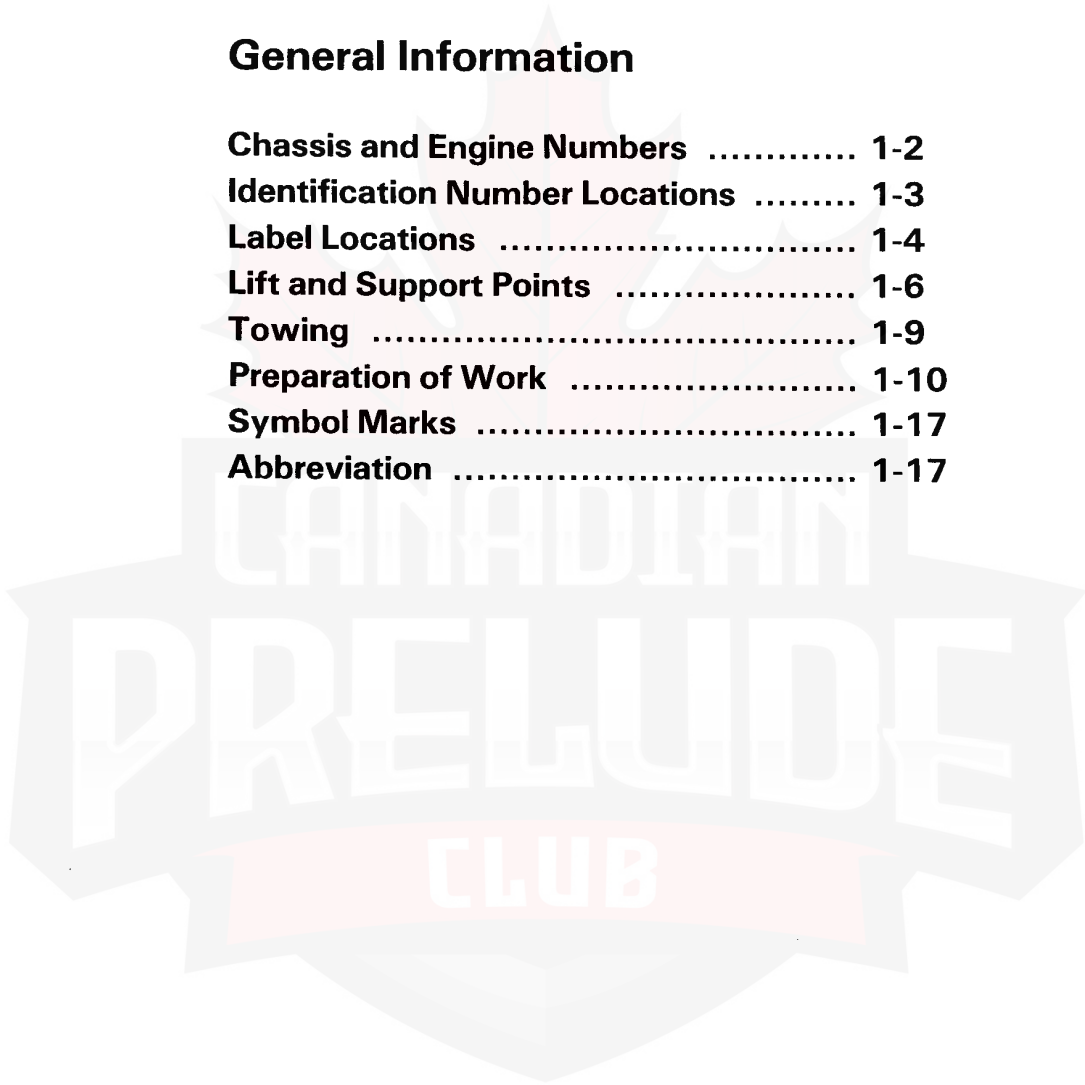 General Information
Chassis and Engine Numbers ............. 1-2
Identification Number Locations ......... 1-3
Label Locations ............................... 1-4
Lift and Support Points ..................... 1-6
Towing .......................................... 1-9
Preparation of Work ......................... 1-10
Symbol Marks ................................. 1-17
Abbreviation ................................... 1-17
CANADIAN
PRELUDE
CLUB